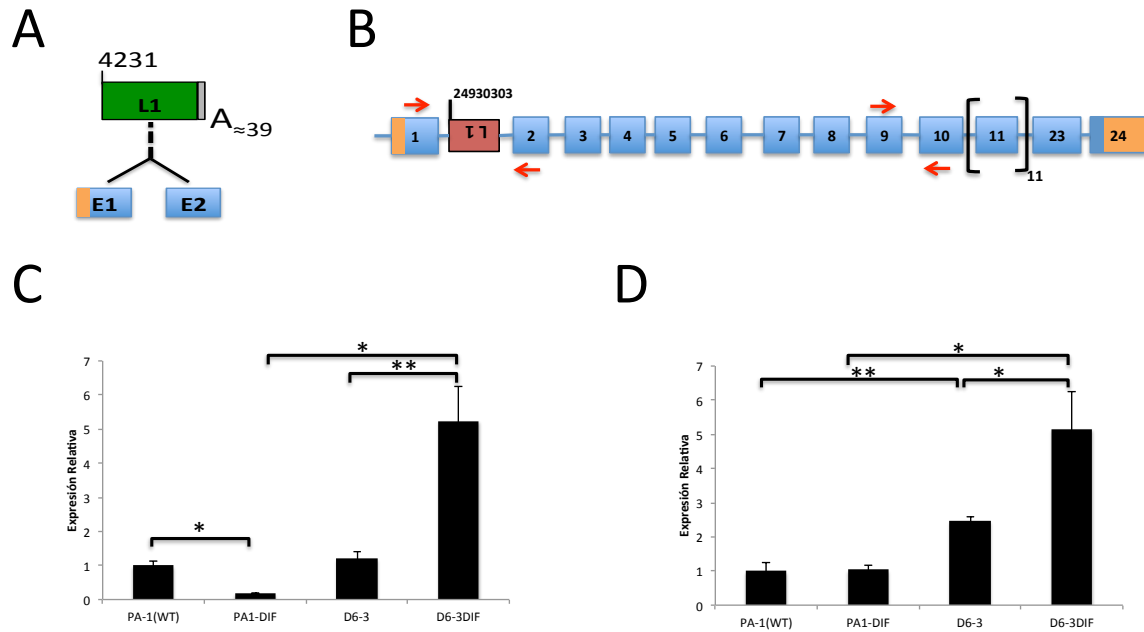 A
4231
L1
A≈39
E1
E2
B
24930303
1
L1
2
3
4
5
6
7
8
9
10
11
11
23
24
C
Expresión Relativa
7
6
5
4
3
2
1
0
*
*
**
PA-1(WT)
PA1-DIF
D6-3
D6-3DIF
D
Expresión Relativa
7
6
5
4
3
2
1
0
*
**
*
PA-1(WT)
PA1-DIF
D6-3
D6-3DIF